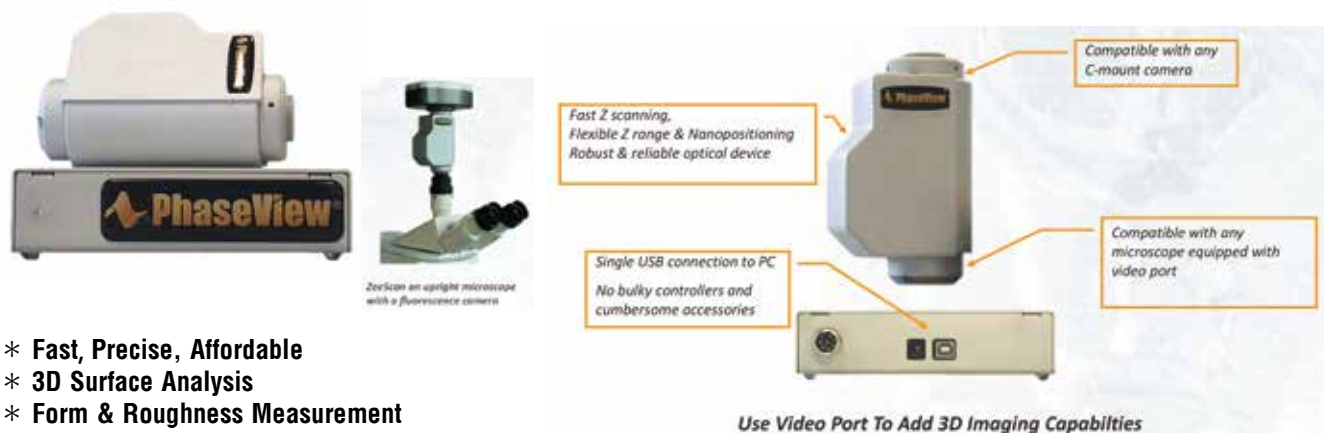 PhaseView
ZeeScan on upright microscope
with a fluorescence camera
* Fast, Precise, Affordable
* 3D Surface Analysis
* Form & Roughness Measurement
Compatible with any
C-mount camera
PhaseView
Fast Z scanning,
Flexible Z range & Nanopositioning
Robust & reliable optical device
Compatible with any
microscope equipped with
video port
Single USB connection to PC
No bulky controllers and
cumbersome accessories
Use Video Port To Add 3D Imaging Capabilties